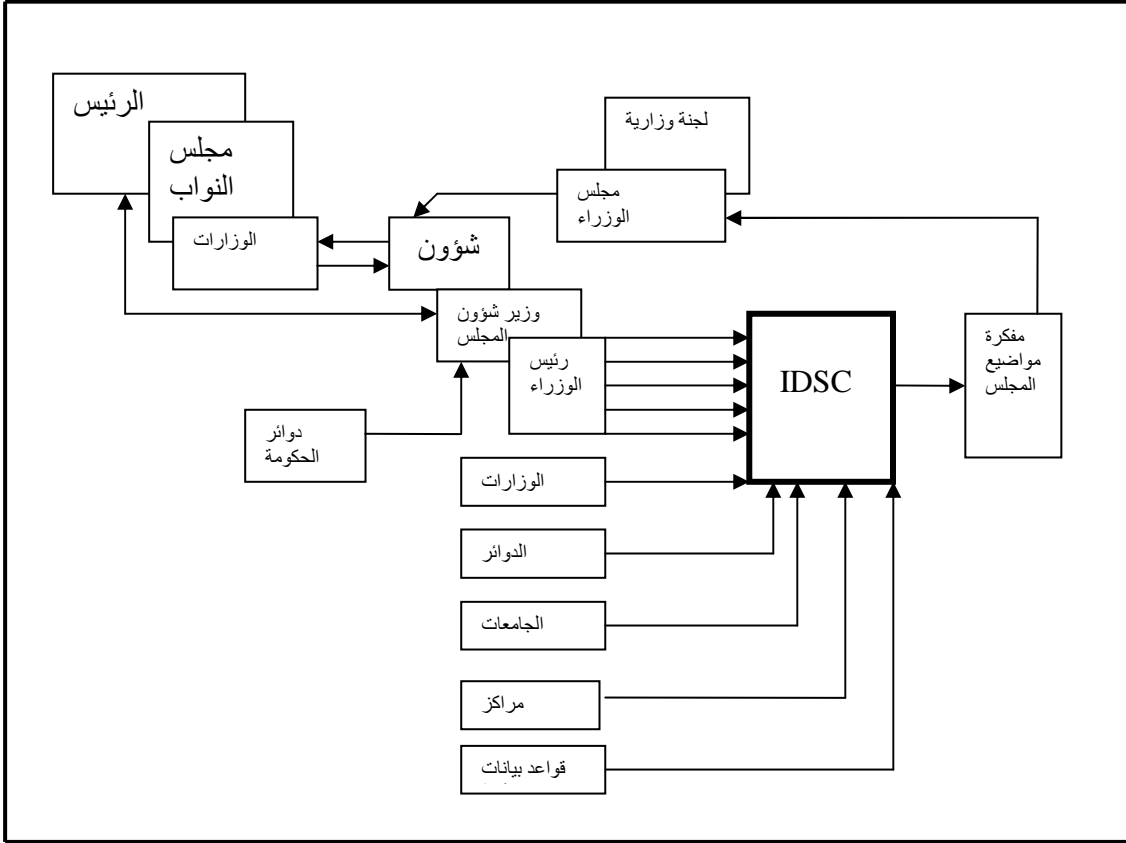 الرئيس
مجلس
النواب
الوزارات
لجنة وزارية
مجلس
الوزراء
شؤون
وزير شؤون
المجلس
رئيس
الوزراء
IDSC
مفكرة
مواضيع
المجلس
دوائر
الحكومة
الوزارات
الدوائر
الجامعات
مراكز
قواعد بيانات